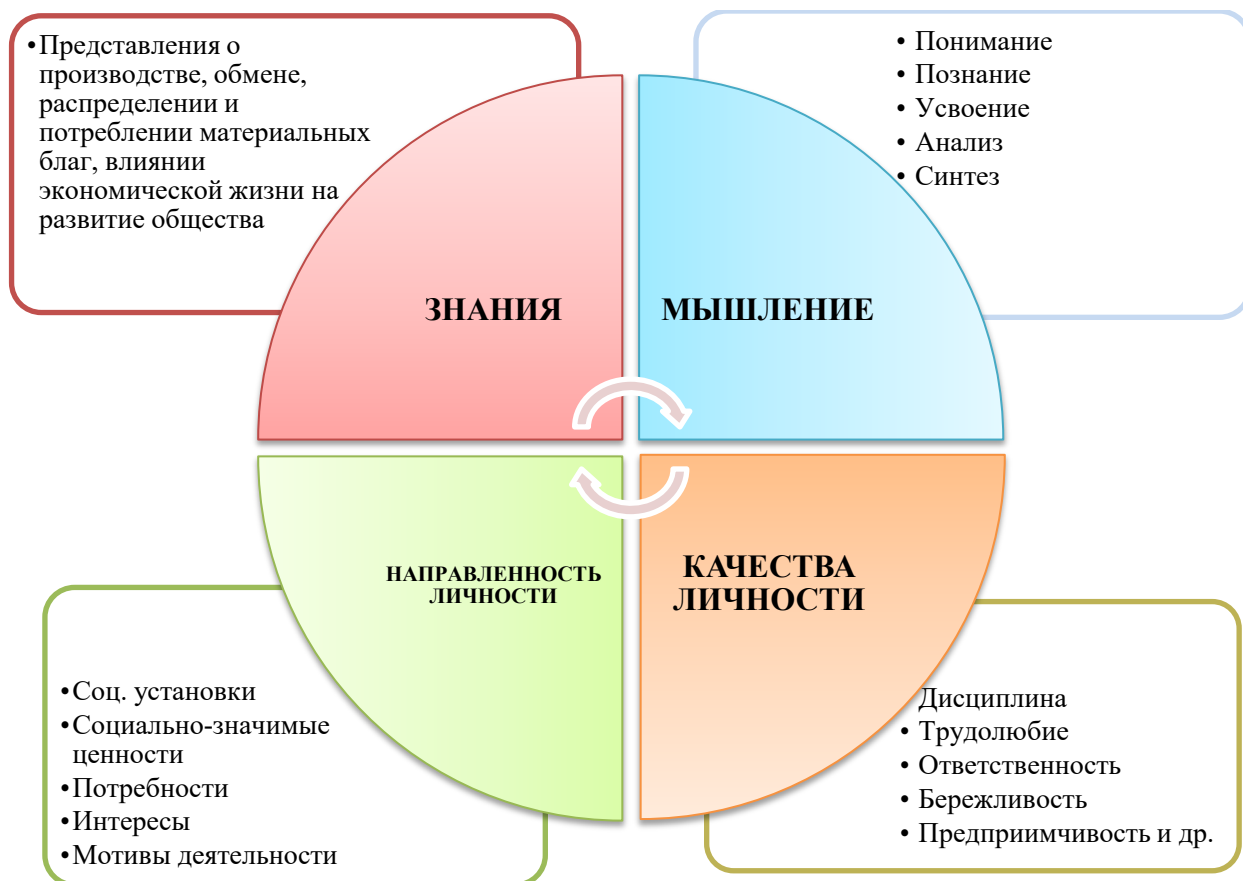 •Представления о
производстве, обмене,
распределении и
потреблении материальных
благ, влиянии
экономической жизни на
развитие общества
• Понимание
• Познание
• Усвоение
• Анализ
• Синтез
ЗНАНИЯ
МЫШЛЕНИЕ
НАПРАВЛЕННОСТЬ
ЛИЧНОСТИ
КАЧЕСТВА
ЛИЧНОСТИ
•Соц. установки
•Социально-значимые
ценности
•Потребности
•Интересы
•Мотивы деятельности
Дисциплина
• Трудолюбие
• Ответственность
• Бережливость
• Предприимчивость и др.